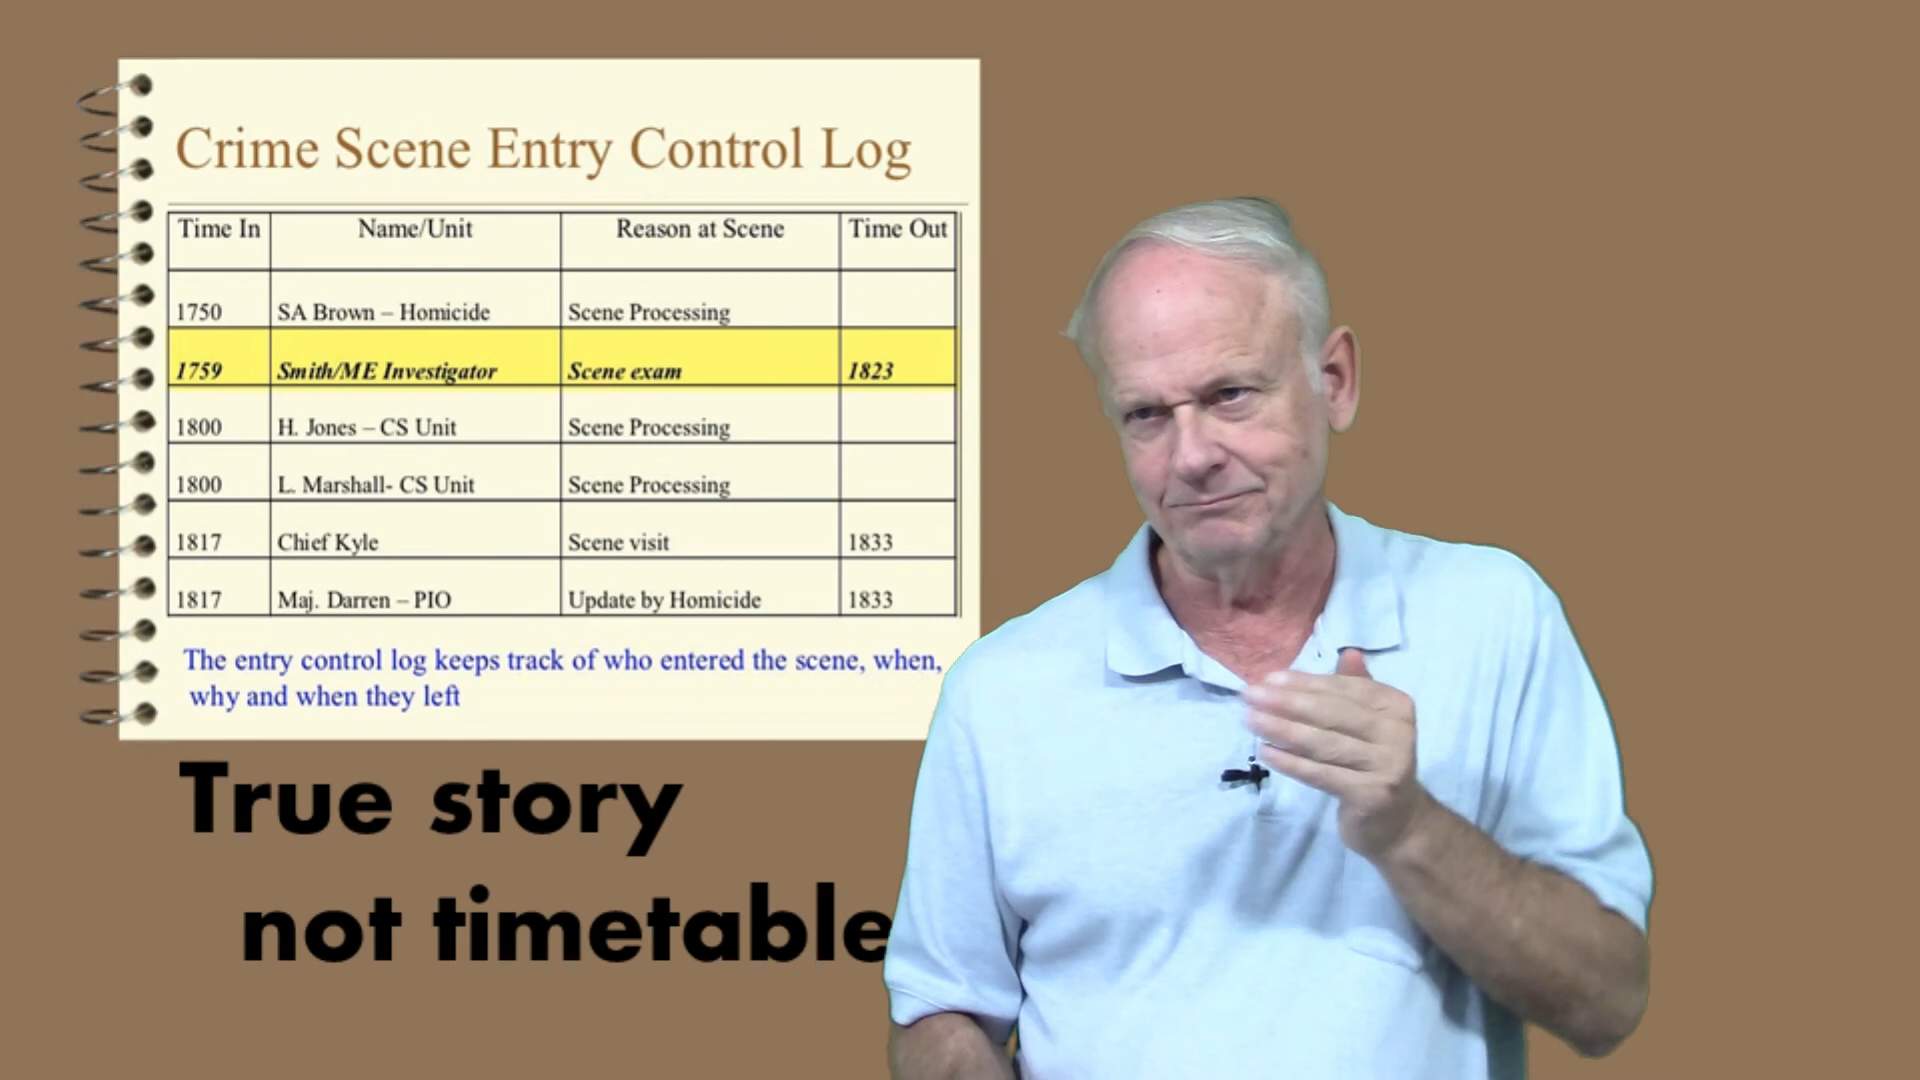 Crime Scene Entry Control Log
Time In Name/Unit Reason at Scene Time Out
1750 SA Brown – Homicide Scene Processing
1759 Smith/ME Investigator Scene exam 1823
1800 H. Jones – CS Unit Scene Processing
1800 L. Marshall- CS Unit Scene Processing
1817 Chief Kyle Scene visit 1833
1817 Maj. Darren – PIO Update by Homicide 1833
The entry control log keeps track of who entered the scene, when,
why and when they left
True story
not timetable